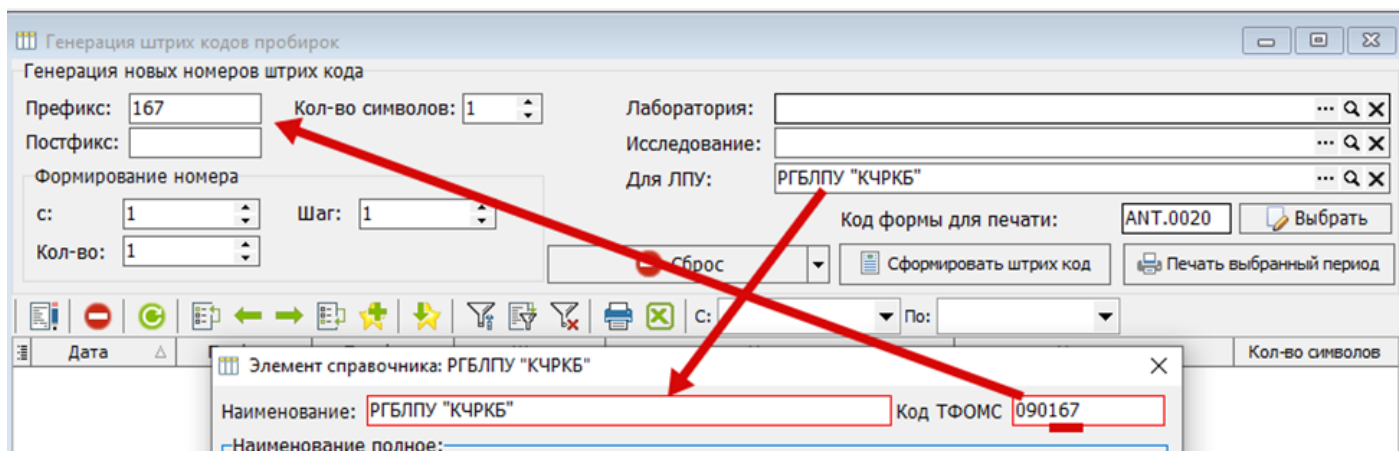 Генерация штрих кодов пробирок
Генерация новых номеров штрих кода
Префикс: 167 Кол-во символов: 1 Лаборатория:
Постфикс: Исследование:
Формирование номера Для ЛПУ: РГБЛПУ "КЧРКБ"
с: 1 Шаг: 1 Код формы для печати: ANT.0020 Выбрать
Кол-во: 1 Сброс Сформировать штрих код Печать выбранный период
С: По:
Дата Кол-во символов
Элемент справочника: РГБЛПУ "КЧРКБ"
Наименование: РГБЛПУ "КЧРКБ" Код ТФОМС 090167
Наименование полное: